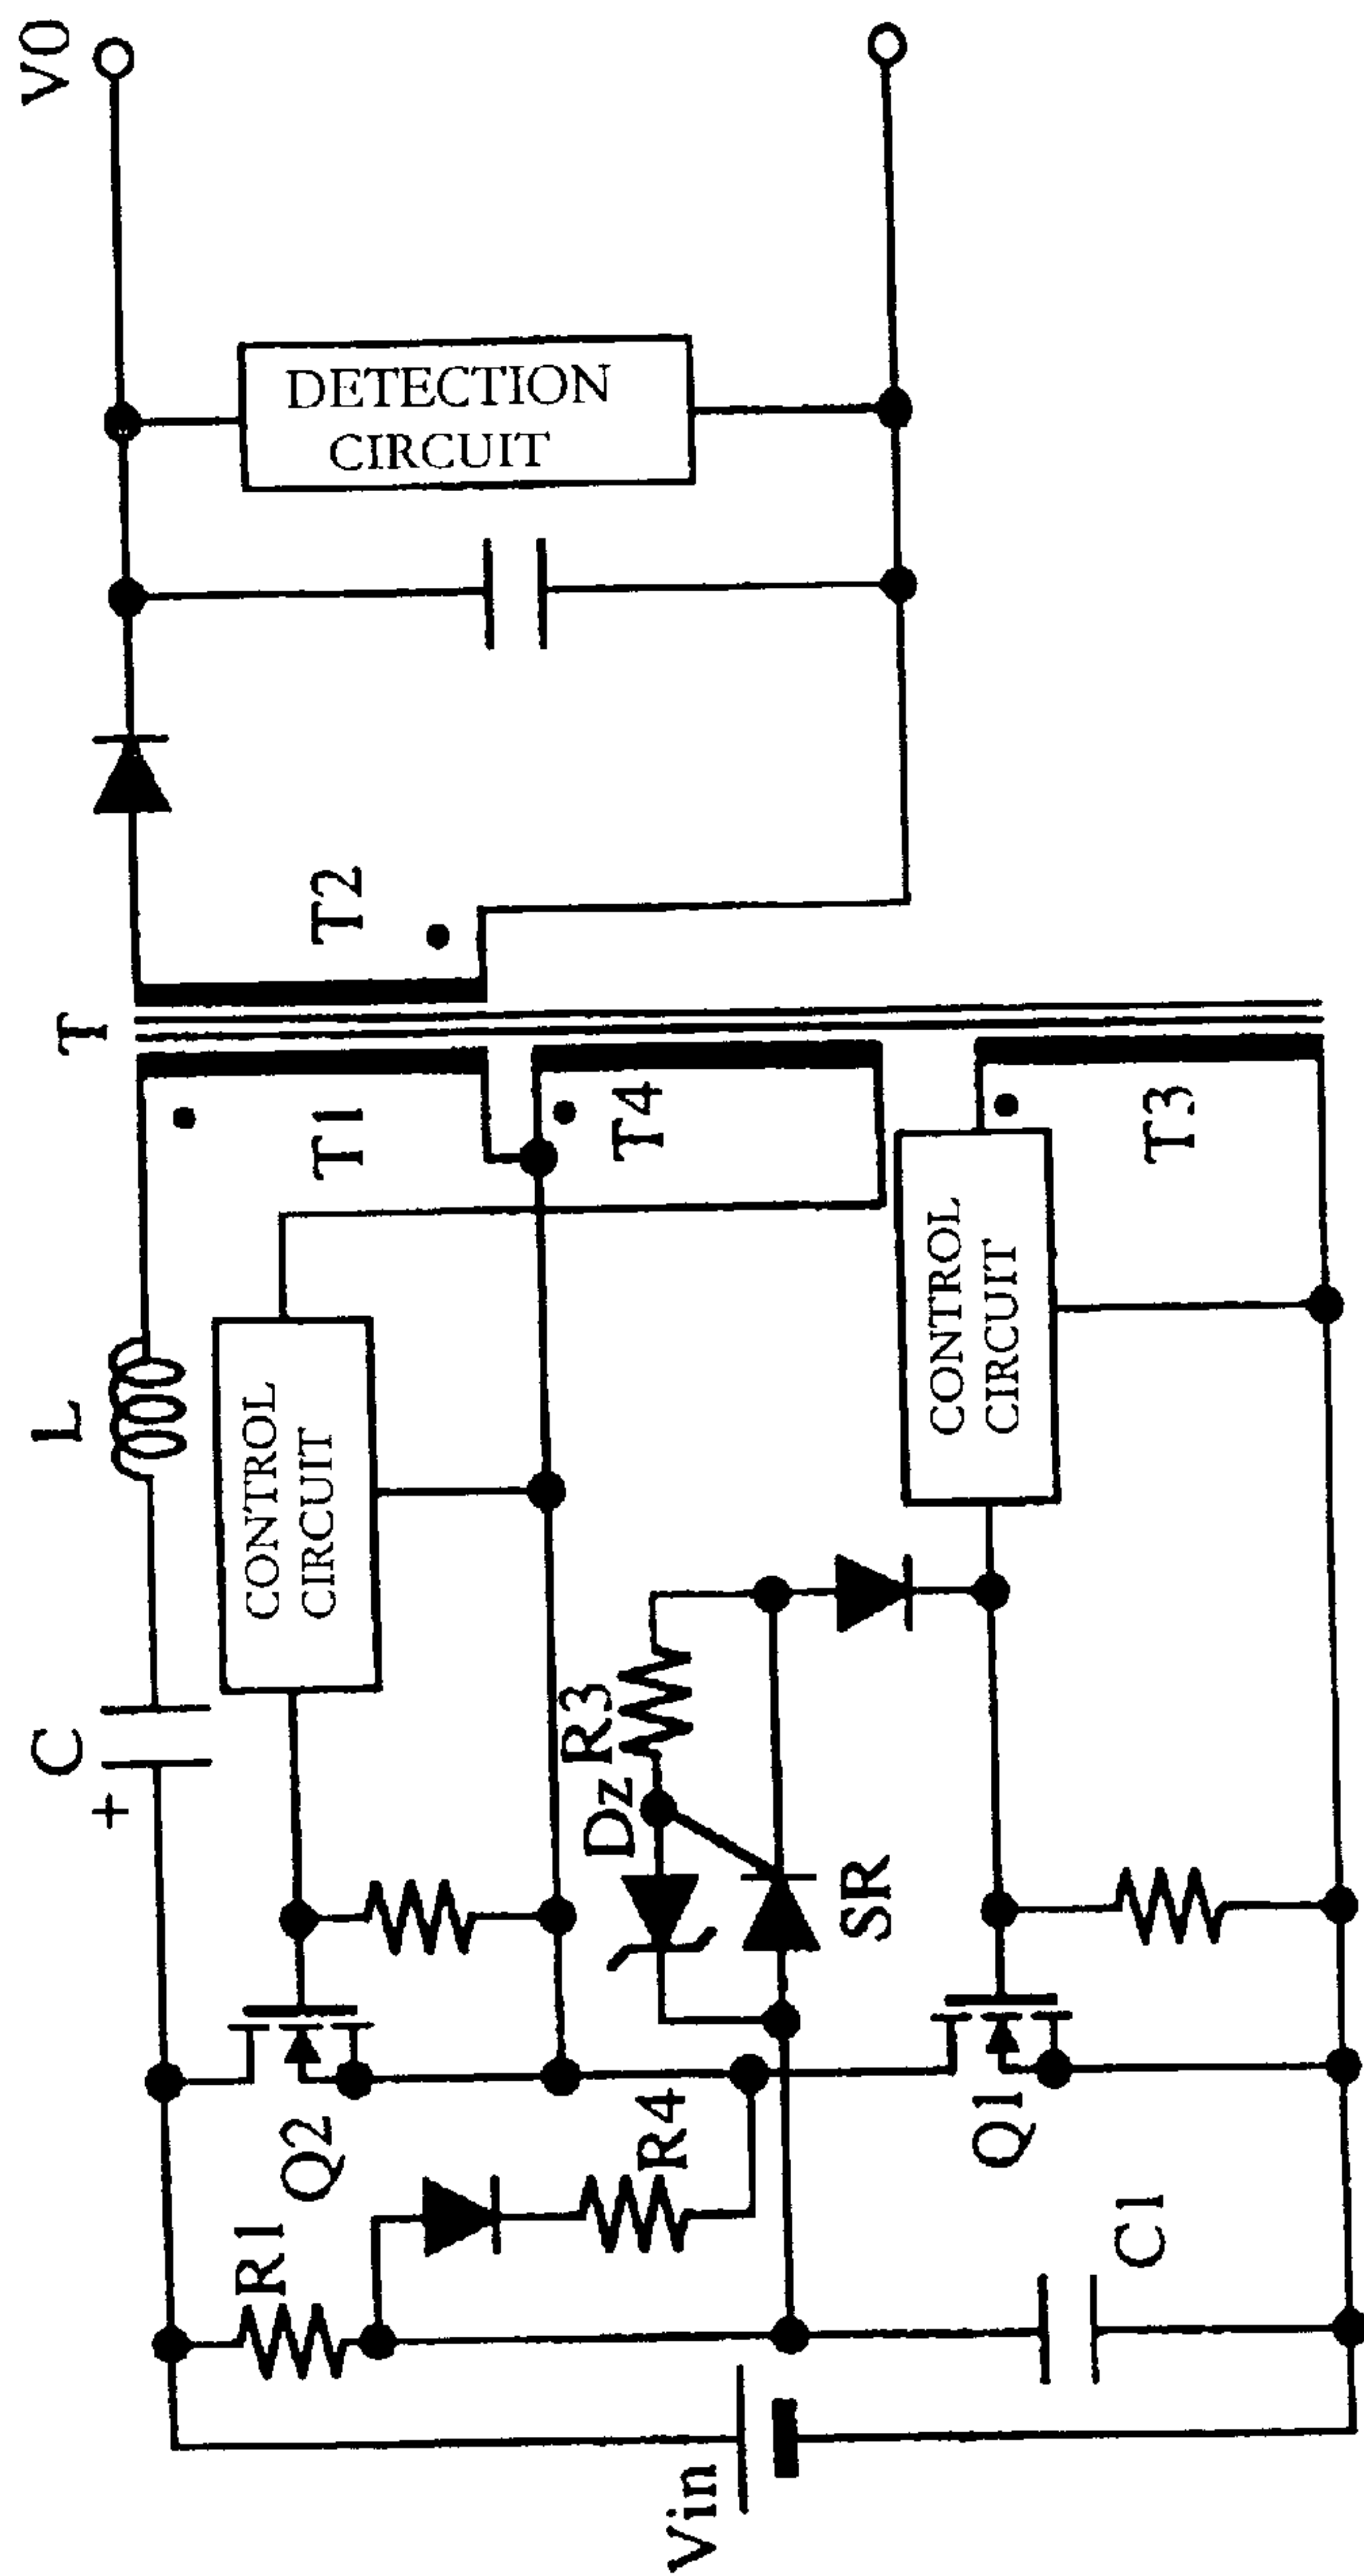 V0
T
L
C
+
DETECTION
CIRCUIT
T2
T1
T4
T3
CONTROL
CIRCUIT
CONTROL
CIRCUIT
R3
Dz
SR
Q2
R4
Q1
R1
C1
Vin